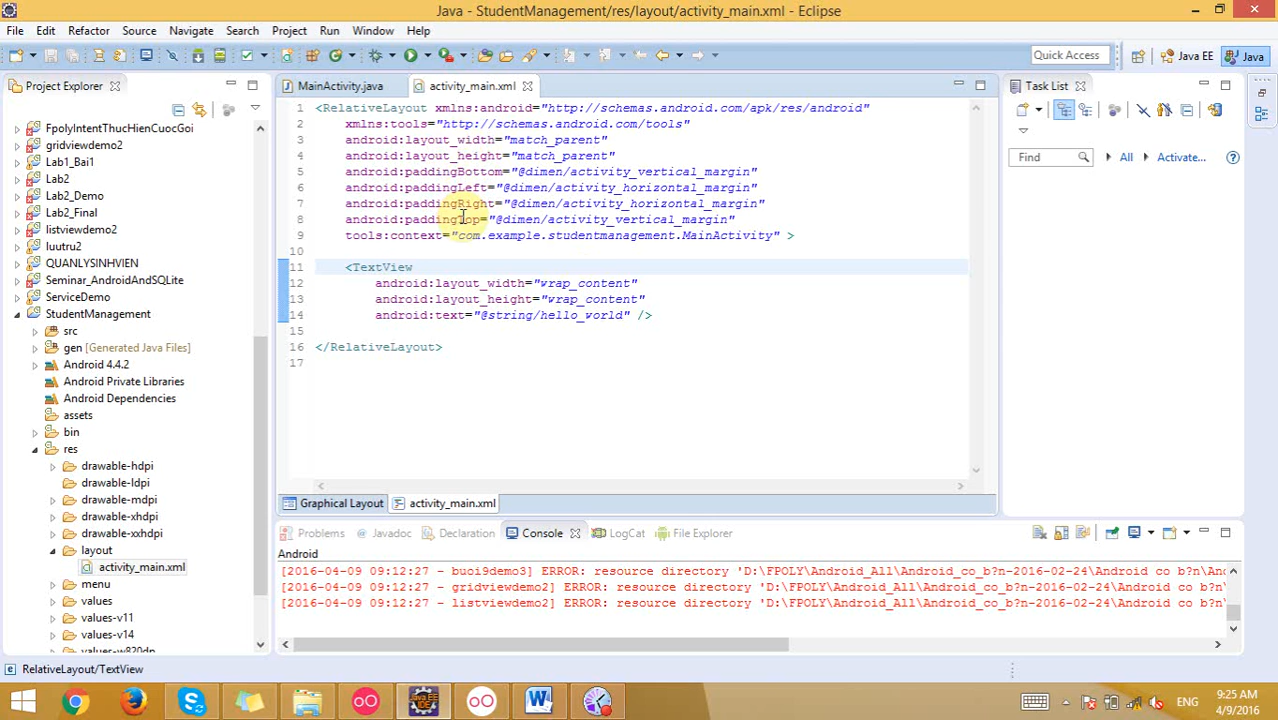 Java - StudentManagement/res/layout/activity_main.xml - Eclipse
File Edit Refactor Source Navigate Search Project Run Window Help
Quick Access
Java EE
Java
Project Explorer
MainActivity.java
activity_main.xml
Task List
FpolyIntentThucHienCuocGoi
gridviewdemo2
Lab1_Bai1
Lab2
Lab2_Demo
Lab2_Final
listviewdemo2
luutru2
QUANLYSINHVIEN
Seminar_AndroidAndSQLite
ServiceDemo
StudentManagement
src
gen [Generated Java Files]
Android 4.4.2
Android Private Libraries
Android Dependencies
assets
bin
res
drawable-hdpi
drawable-ldpi
drawable-mdpi
drawable-xhdpi
drawable-xxhdpi
layout
activity_main.xml
menu
values
values-v11
values-v14
values-w820dp
1 <RelativeLayout xmlns:android="http://schemas.android.com/apk/res/android"
2 xmlns:tools="http://schemas.android.com/tools"
3 android:layout_width="match_parent"
4 android:layout_height="match_parent"
5 android:paddingBottom="@dimen/activity_vertical_margin"
6 android:paddingLeft="@dimen/activity_horizontal_margin"
7 android:paddingRight="@dimen/activity_horizontal_margin"
8 android:paddingTop="@dimen/activity_vertical_margin"
9 tools:context="com.example.studentmanagement.MainActivity" >
10
11 <TextView
12 android:layout_width="wrap_content"
13 android:layout_height="wrap_content"
14 android:text="@string/hello_world" />
15
16 </RelativeLayout>
17
Find
All
Activate...
Graphical Layout
activity_main.xml
Problems
Javadoc
Declaration
Console
LogCat
File Explorer
Android
[2016-04-09 09:12:27 - buoi9demo3] ERROR: resource directory 'D:\FPOLY\Android_All\Android_co_b?n-2016-02-24\Android co b?n\And
[2016-04-09 09:12:27 - gridviewdemo2] ERROR: resource directory 'D:\FPOLY\Android_All\Android_co_b?n-2016-02-24\Android co b?n\
[2016-04-09 09:12:27 - listviewdemo2] ERROR: resource directory 'D:\FPOLY\Android_All\Android_co_b?n-2016-02-24\Android co b?n\
RelativeLayout/TextView
ENG
9:25 AM
4/9/2016